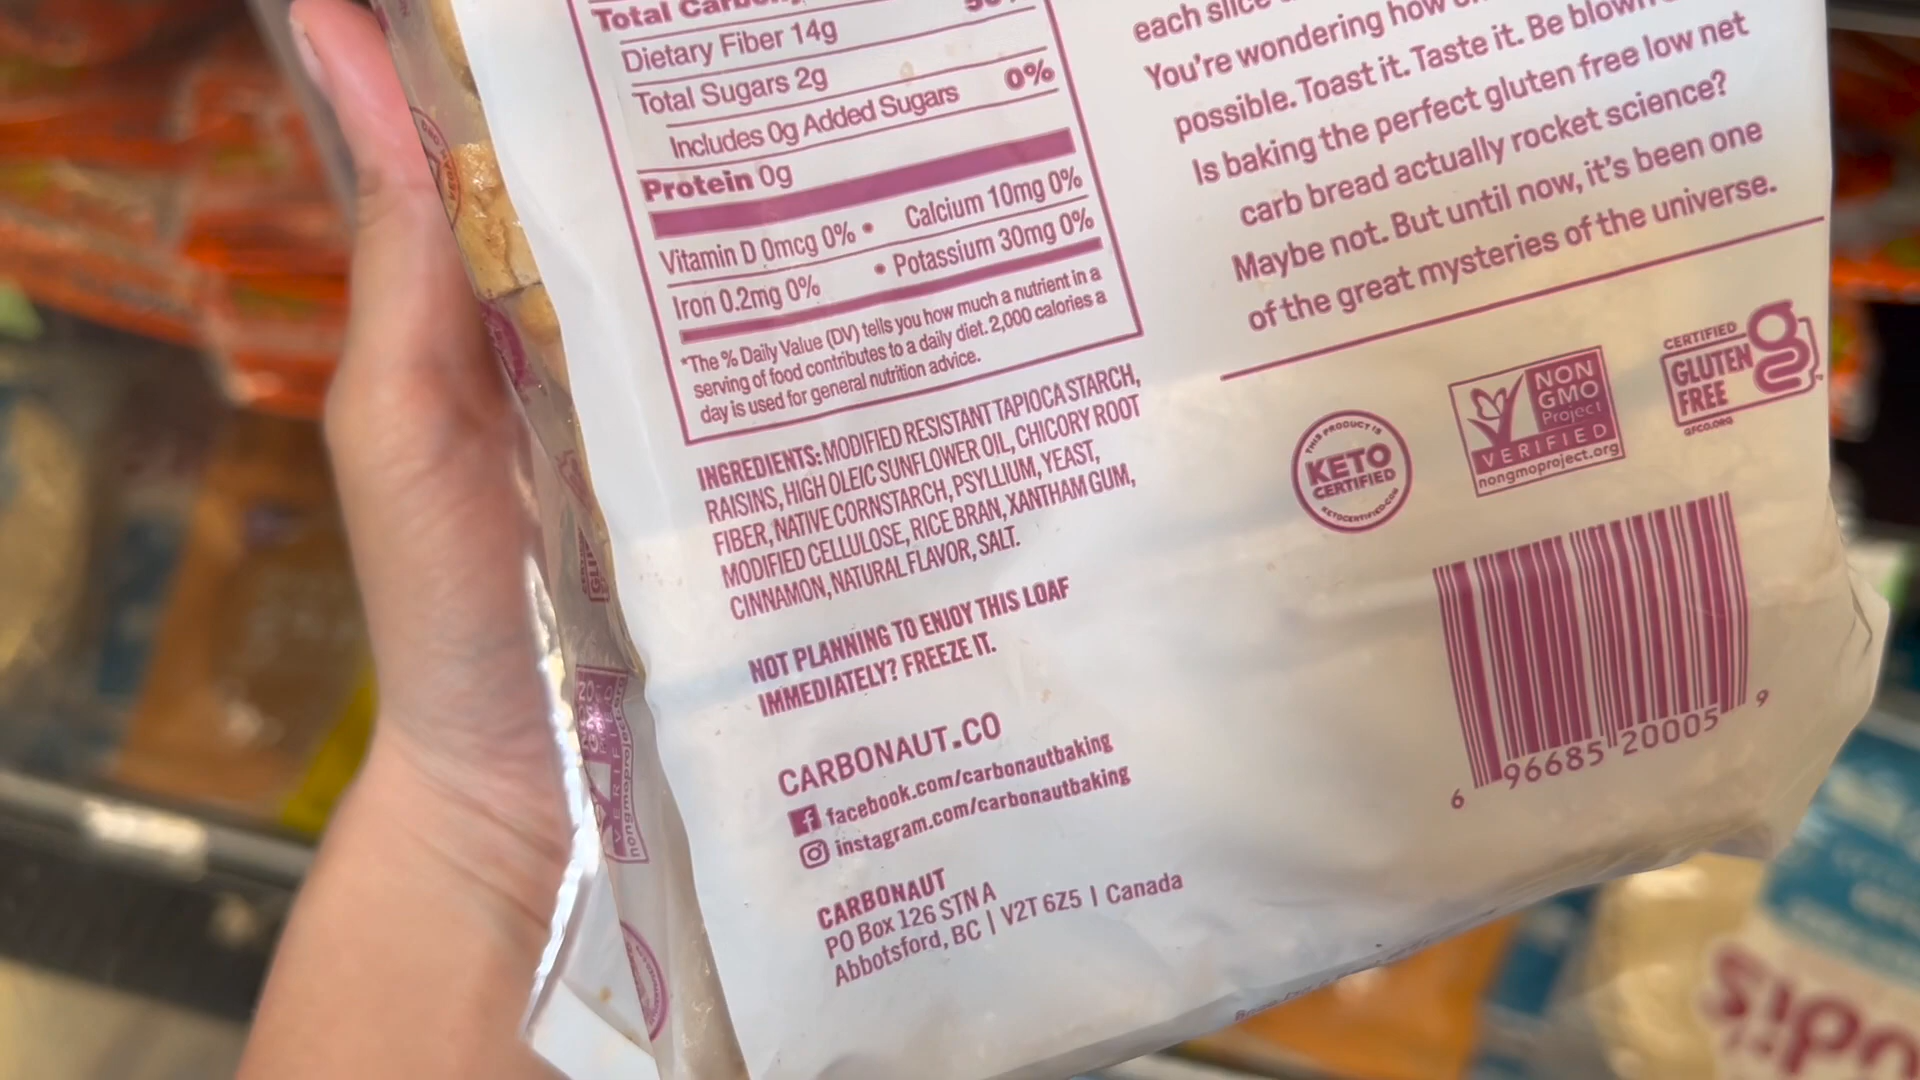 Total
Dietary Fiber 14g
Total Sugars 2g
Includes 0g Added Sugars 0%
Protein 0g
Vitamin D 0mcg 0% • Calcium 10mg 0%
Iron 0.2mg 0% • Potassium 30mg 0%
*The % Daily Value (DV) tells you how much a nutrient in a
serving of food contributes to a daily diet. 2,000 calories a
day is used for general nutrition advice.
INGREDIENTS: MODIFIED RESISTANT TAPIOCA STARCH,
RAISINS, HIGH OLEIC SUNFLOWER OIL, CHICORY ROOT
FIBER, NATIVE CORNSTARCH, PSYLLIUM, YEAST,
MODIFIED CELLULOSE, RICE BRAN, XANTHAM GUM,
CINNAMON, NATURAL FLAVOR, SALT.
NOT PLANNING TO ENJOY THIS LOAF
IMMEDIATELY? FREEZE IT.
CARBONAUT.CO
facebook.com/carbonautbaking
instagram.com/carbonautbaking
CARBONAUT
PO Box 126 STN A
Abbotsford, BC | V2T 6Z5 | Canada
each slice
You're wondering how
possible. Toast it. Taste it. Be
Is baking the perfect gluten free low net
carb bread actually rocket science?
Maybe not. But until now, it's been one
of the great mysteries of the universe.
THIS PRODUCT IS
KETO
CERTIFIED
KETOCERTIFIED.COM
NON
GMO
Project
VERIFIED
nongmoproject.org
CERTIFIED
GLUTEN
FREE
GFCO.ORG
6 96685 20005 9
VERIFIED
nongmoproject